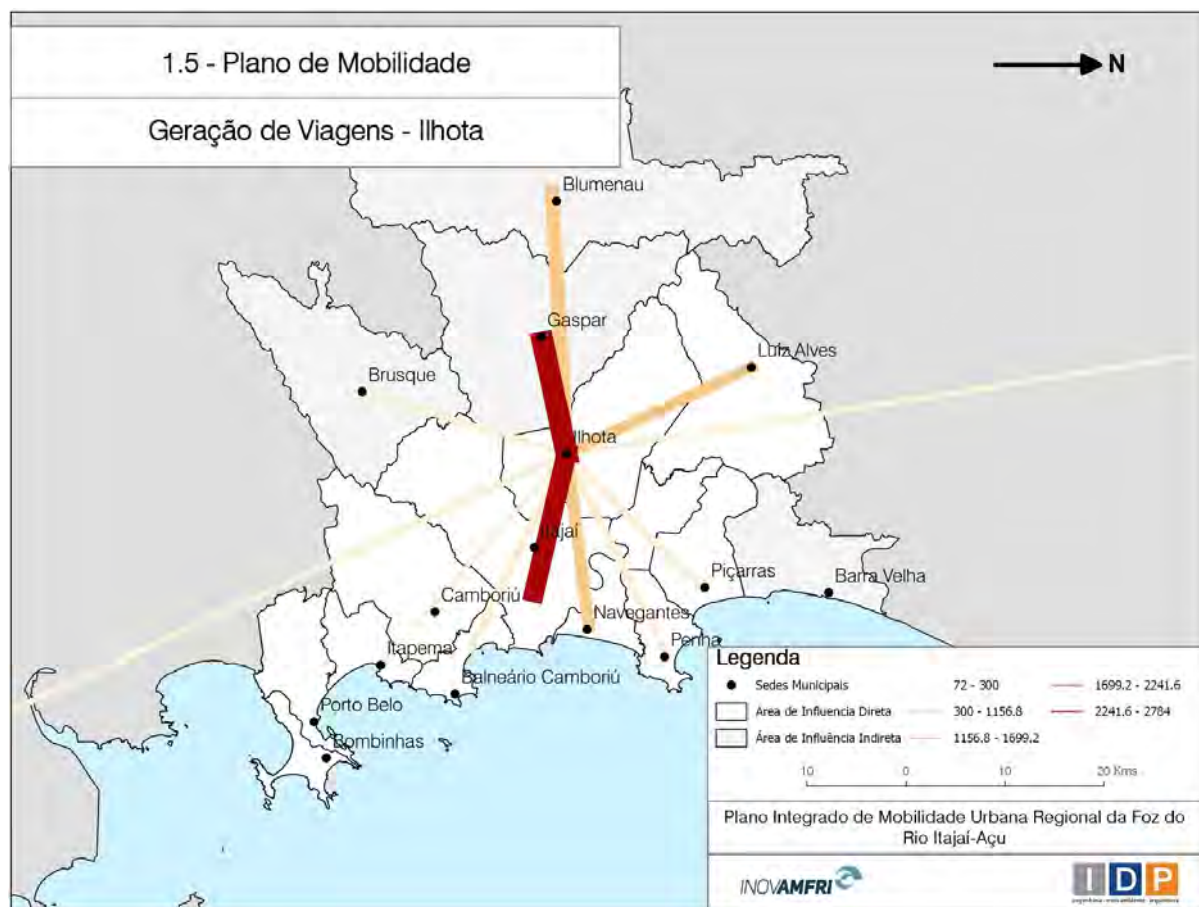 1.5 - Plano de Mobilidade
Geração de Viagens - Ilhota
N
Blumenau
Gaspar
Luiz Alves
Brusque
Ilhota
Itajaí
Piçarras
Barra Velha
Camboriú
Navegantes
Itapema
Penha
Balneário Camboriú
Porto Belo
Bombinhas
Legenda
Sedes Municipais
72 - 300
1699.2 - 2241.6
Área de Influencia Direta
300 - 1156.8
2241.6 - 2784
Área de Influência Indireta
1156.8 - 1699.2
10 0 10 20 Kms
Plano Integrado de Mobilidade Urbana Regional da Foz do
Rio Itajaí-Açu
INOVAMFRI
IDP